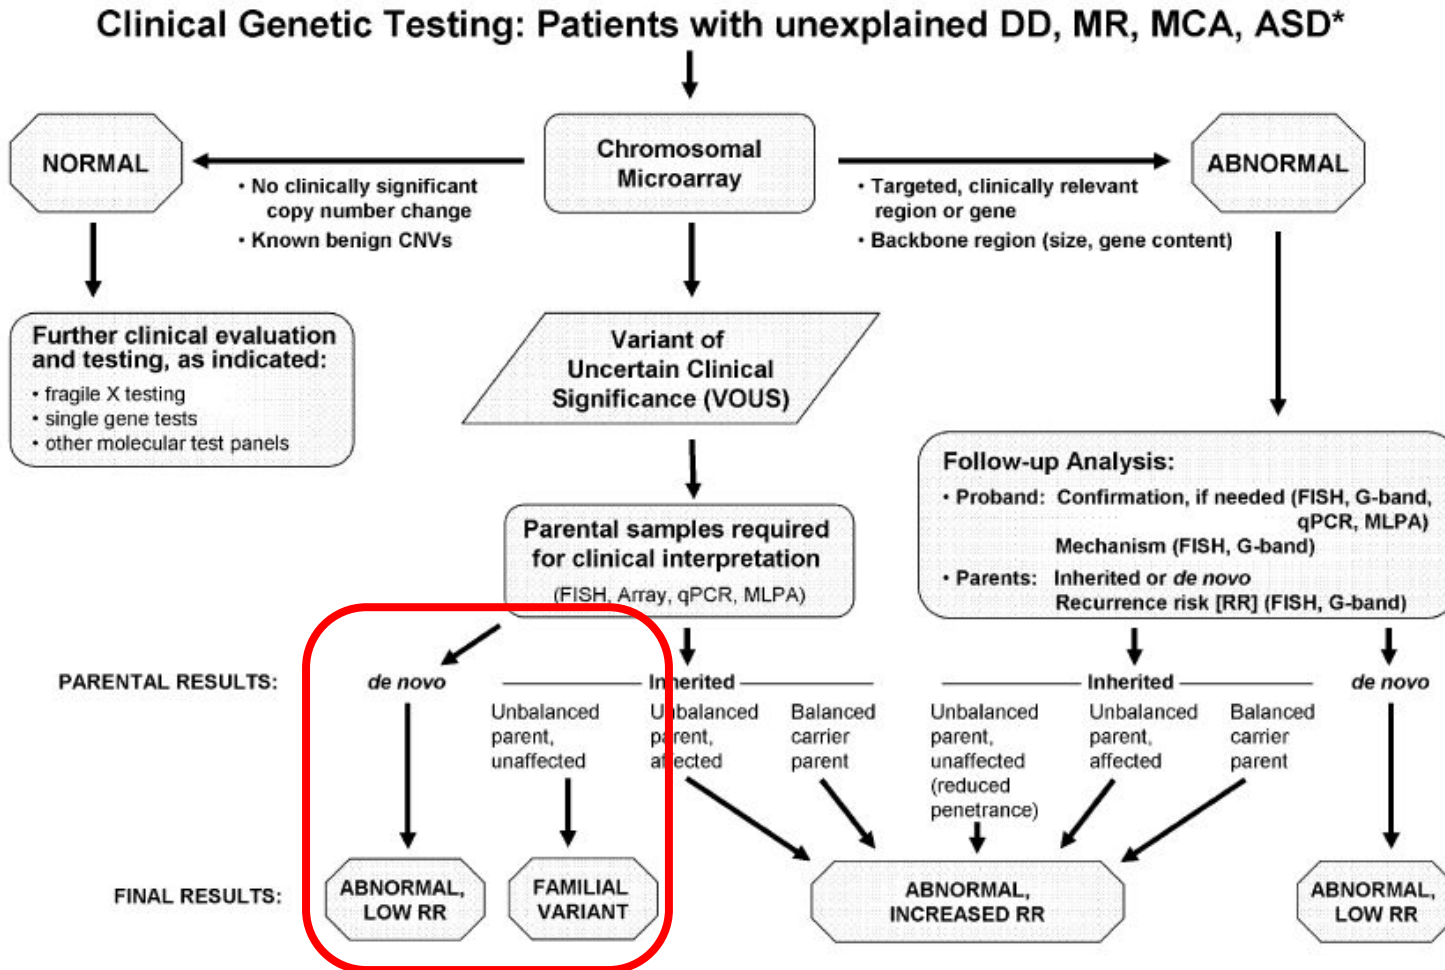 Clinical Genetic Testing: Patients with unexplained DD, MR, MCA, ASD*
NORMAL
Chromosomal
Microarray
ABNORMAL
• No clinically significant
copy number change
• Known benign CNVs
• Targeted, clinically relevant
region or gene
• Backbone region (size, gene content)
Further clinical evaluation
and testing, as indicated:
• fragile X testing
• single gene tests
• other molecular test panels
Variant of
Uncertain Clinical
Significance (VOUS)
Parental samples required
for clinical interpretation
(FISH, Array, qPCR, MLPA)
Follow-up Analysis:
• Proband: Confirmation, if needed (FISH, G-band,
qPCR, MLPA)
Mechanism (FISH, G-band)
• Parents: Inherited or de novo
Recurrence risk [RR] (FISH, G-band)
PARENTAL RESULTS:
de novo
Inherited
Unbalanced
parent,
unaffected
Unbalanced
parent,
affected
Balanced
carrier
parent
Inherited
Unbalanced
parent,
unaffected
(reduced
penetrance)
Unbalanced
parent,
affected
Balanced
carrier
parent
de novo
FINAL RESULTS:
ABNORMAL,
LOW RR
FAMILIAL
VARIANT
ABNORMAL,
INCREASED RR
ABNORMAL,
LOW RR